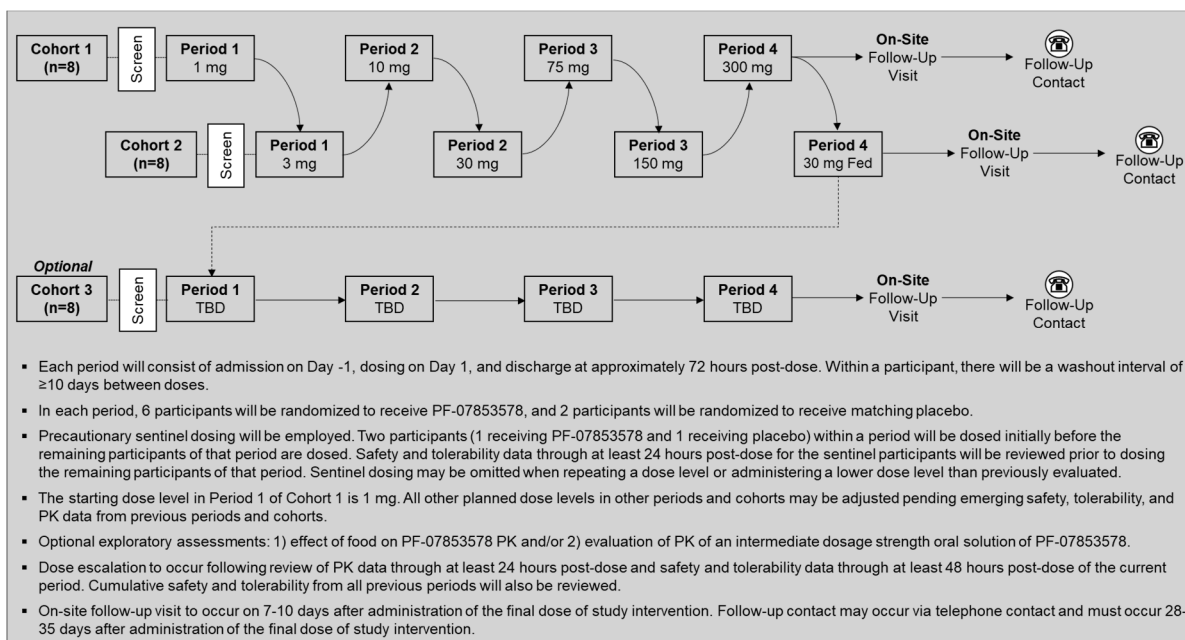 Cohort 1
(n=8)
Screen
Period 1
1 mg
Period 2
10 mg
Period 3
75 mg
Period 4
300 mg
On-Site
Follow-Up
Visit
Follow-Up
Contact
Cohort 2
(n=8)
Screen
Period 1
3 mg
Period 2
30 mg
Period 3
150 mg
Period 4
30 mg Fed
On-Site
Follow-Up
Visit
Follow-Up
Contact
Optional
Cohort 3
(n=8)
Screen
Period 1
TBD
Period 2
TBD
Period 3
TBD
Period 4
TBD
On-Site
Follow-Up
Visit
Follow-Up
Contact
▪ Each period will consist of admission on Day -1, dosing on Day 1, and discharge at approximately 72 hours post-dose. Within a participant, there will be a washout interval of
≥10 days between doses.
▪ In each period, 6 participants will be randomized to receive PF-07853578, and 2 participants will be randomized to receive matching placebo.
▪ Precautionary sentinel dosing will be employed. Two participants (1 receiving PF-07853578 and 1 receiving placebo) within a period will be dosed initially before the
remaining participants of that period are dosed. Safety and tolerability data through at least 24 hours post-dose for the sentinel participants will be reviewed prior to dosing
the remaining participants of that period. Sentinel dosing may be omitted when repeating a dose level or administering a lower dose level than previously evaluated.
▪ The starting dose level in Period 1 of Cohort 1 is 1 mg. All other planned dose levels in other periods and cohorts may be adjusted pending emerging safety, tolerability, and
PK data from previous periods and cohorts.
▪ Optional exploratory assessments: 1) effect of food on PF-07853578 PK and/or 2) evaluation of PK of an intermediate dosage strength oral solution of PF-07853578.
▪ Dose escalation to occur following review of PK data through at least 24 hours post-dose and safety and tolerability data through at least 48 hours post-dose of the current
period. Cumulative safety and tolerability from all previous periods will also be reviewed.
▪ On-site follow-up visit to occur on 7-10 days after administration of the final dose of study intervention. Follow-up contact may occur via telephone contact and must occur 28-
35 days after administration of the final dose of study intervention.